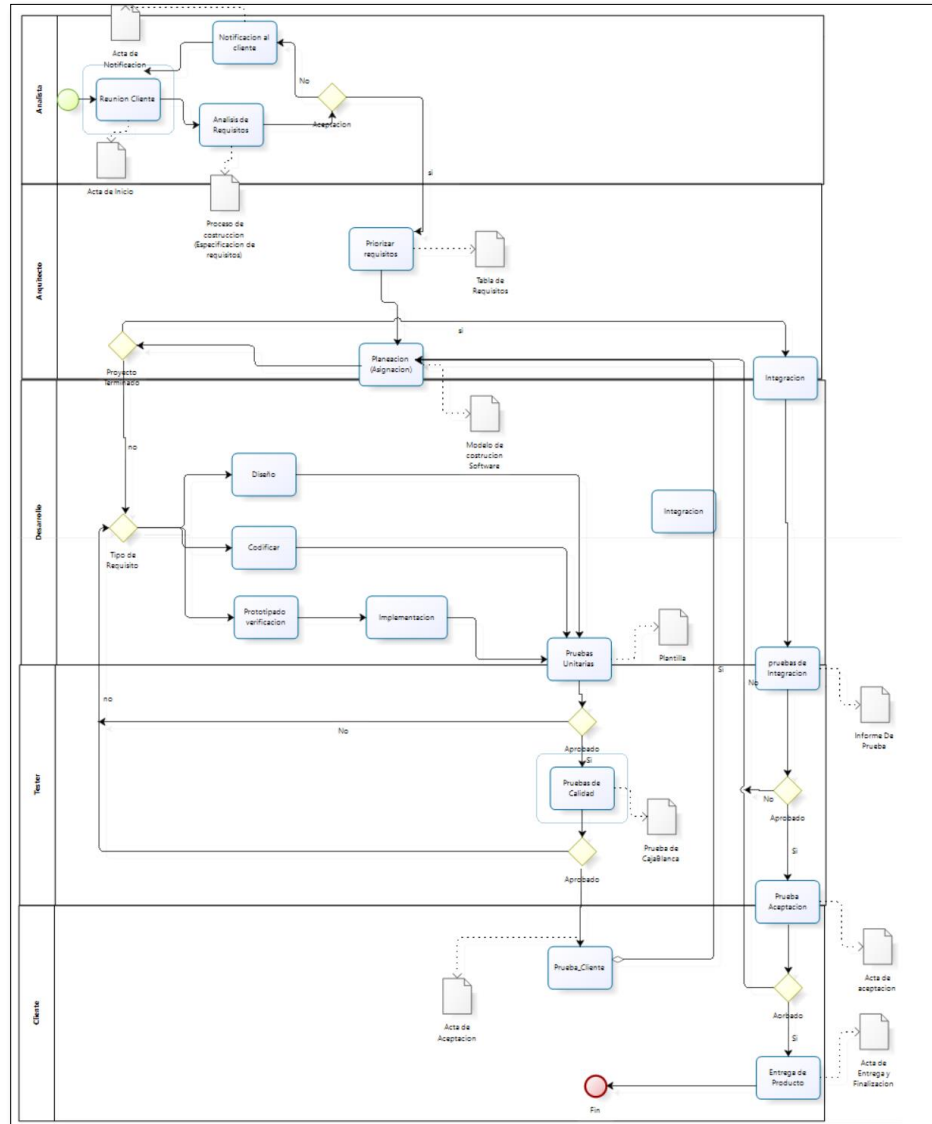 Analista
Acta de
Notificacion
Notificacion al
cliente
No
Reunion Cliente
Analisis de
Requisitos
Aceptacion
Acta de Inicio
Proceso de
costruccion
(Especificacion de
requisitos)
si
Arquitecto
Priorizar
requisitos
Tabla de
Requisitos
si
Proyecto
Terminado
Planeacion
(Asignacion)
Integracion
Desarrollo
no
Modelo de
costrucion
Software
Diseño
Integracion
Codificar
Tipo de
Requisito
Prototipado
verificacion
Implementacion
Pruebas
Unitarias
Plantilla
Si
No
pruebas de
Integracion
Informe De
Prueba
Tester
no
No
Aprobado
Si
Pruebas de
Calidad
Prueba de
CajaBlanca
Aprobado
No
Aprobado
Si
Prueba
Aceptacion
Acta de
aceptacion
Cliente
Prueba_Cliente
Acta de
Aceptacion
Aorbado
Si
Entrega de
Producto
Acta de
Entrega y
Finalizacion
Fin